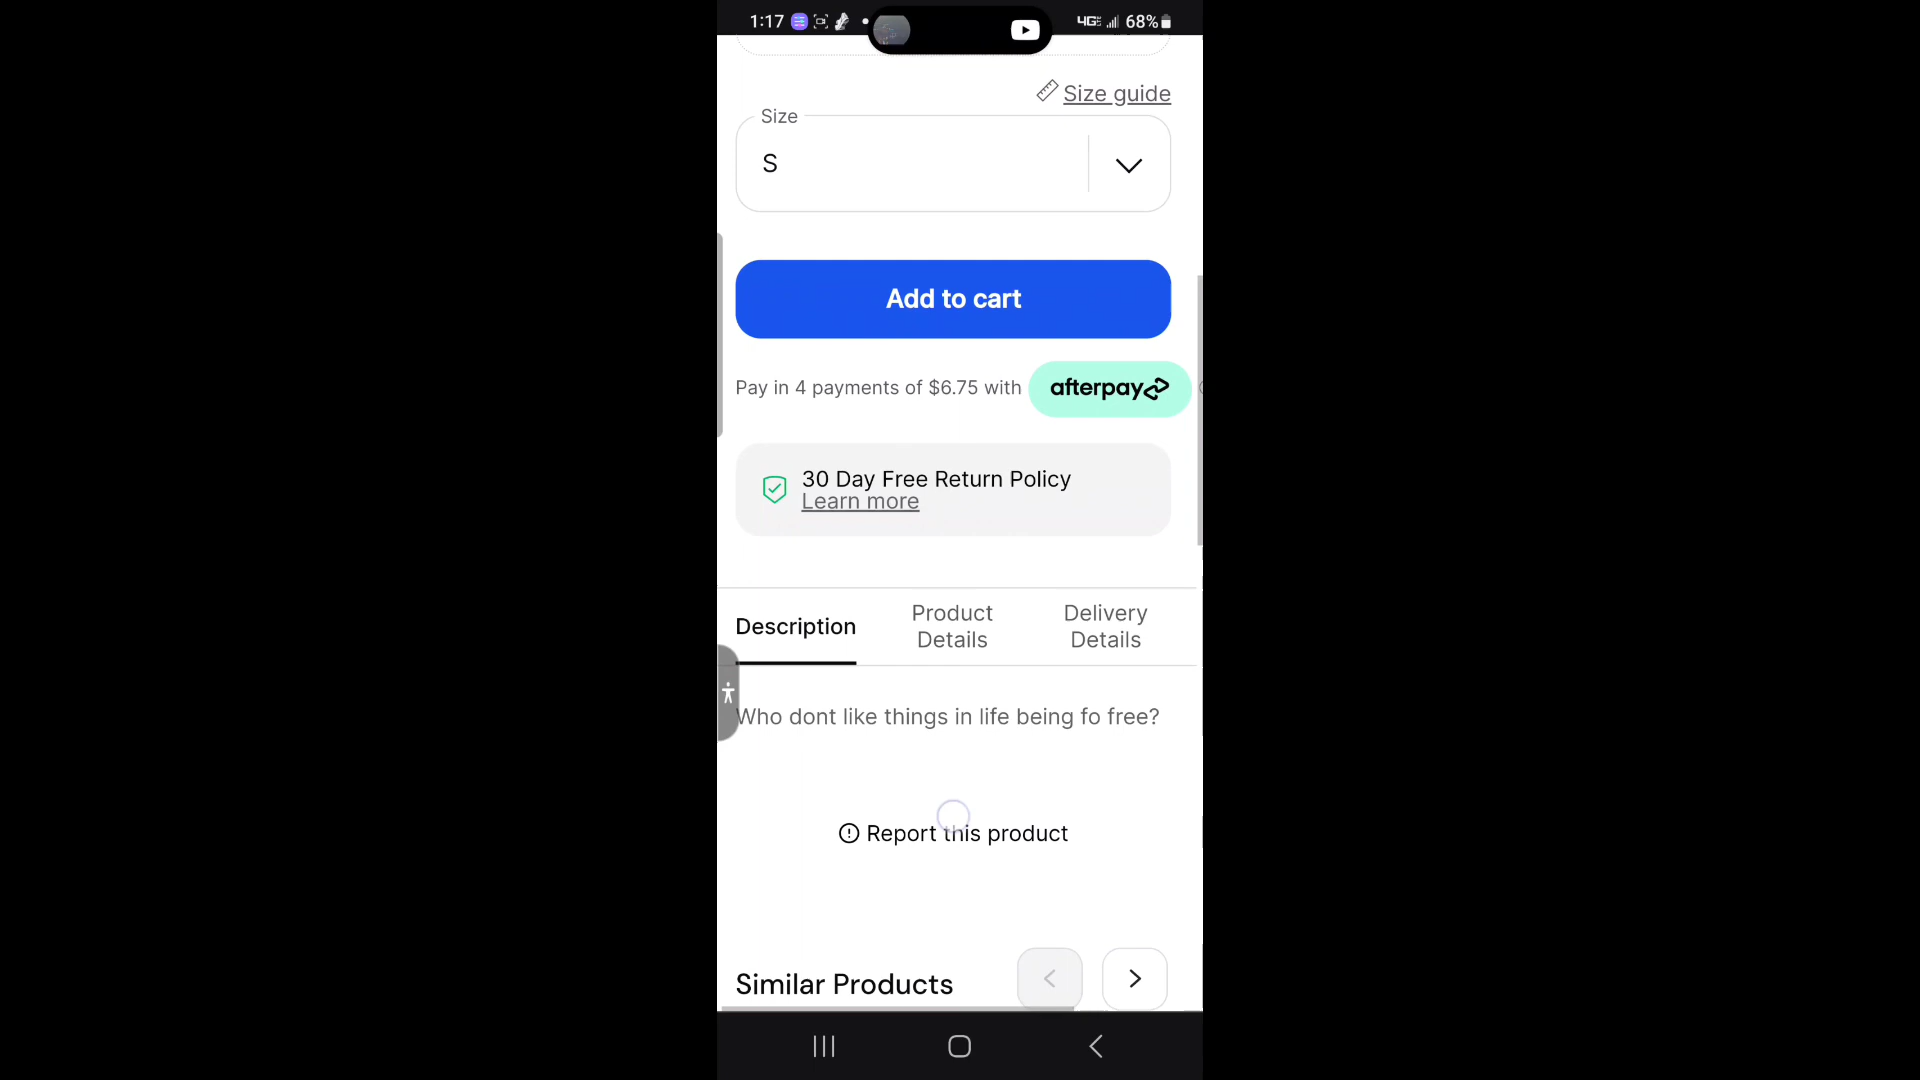 1:17
4G 68%
Size guide
Size
S
Add to cart
Pay in 4 payments of $6.75 with afterpay
30 Day Free Return Policy
Learn more
Description
Product
Details
Delivery
Details
Who dont like things in life being fo free?
Report this product
Similar Products